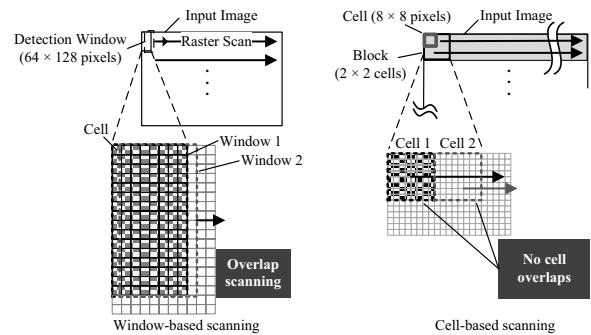 Input Image
Detection Window
(64 × 128 pixels)
Raster Scan
Cell
Window 1
Window 2
Overlap
scanning
Window-based scanning
Cell (8 × 8 pixels)
Input Image
Block
(2 × 2 cells)
Cell 1
Cell 2
No cell
overlaps
Cell-based scanning